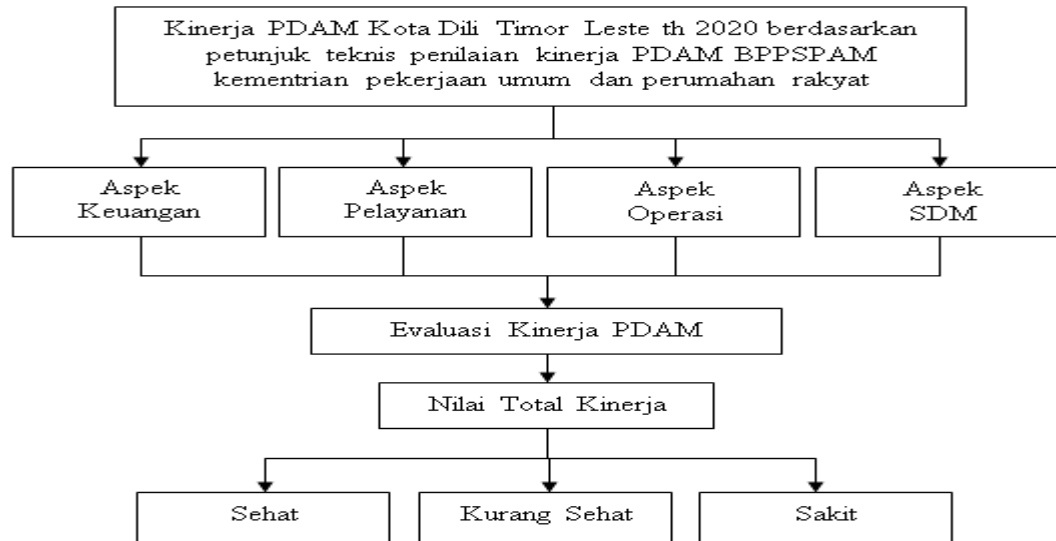 Kinerja PDAM Kota Dili Timor Leste th 2020 berdasarkan
petunjuk teknis penilaian kinerja PDAM BPPSPAM
kementrian pekerjaan umum dan perumahan rakyat
Aspek
Keuangan
Aspek
Pelayanan
Aspek
Operasi
Aspek
SDM
Evaluasi Kinerja PDAM
Nilai Total Kinerja
Sehat
Kurang Sehat
Sakit